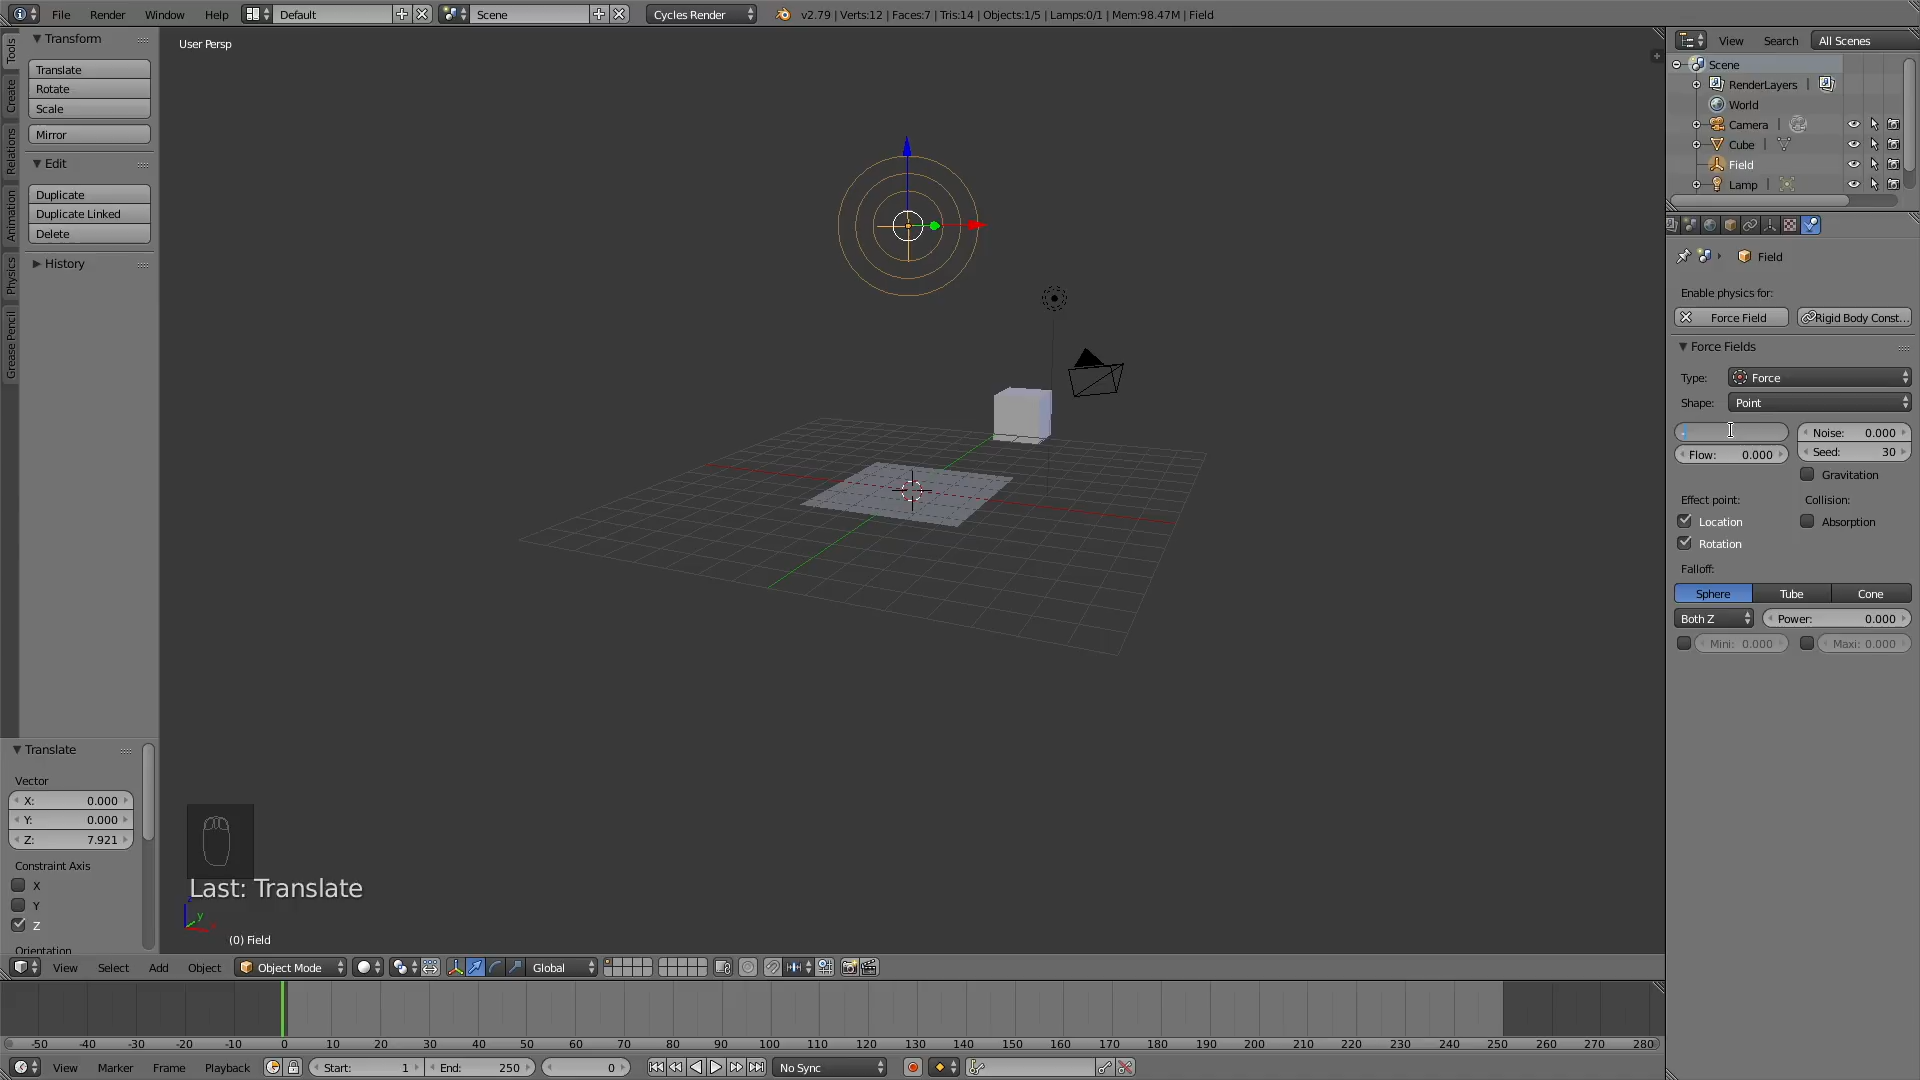 File Render Window Help Default Scene Cycles Render v2.79 | Verts:12 | Faces:7 | Tris:14 | Objects:1/5 | Lamps:0/1 | Mem:98.47M | Field
Tools
Create
Relations
Animation
Physics
Grease Pencil
Transform
Translate
Rotate
Scale
Mirror
Edit
Duplicate
Duplicate Linked
Delete
History
Translate
Vector
X: 0.000
Y: 0.000
Z: 7.921
Constraint Axis
X
Y
Z
Orientation
User Persp
Last: Translate
y
(0) Field
View Select Add Object Object Mode Global
-50 -40 -30 -20 -10 0 10 20 30 40 50 60 70 80 90 100 110 120 130 140 150 160 170 180 190 200 210 220 230 240 250 260 270 280
View Marker Frame Playback Start: 1 End: 250 0 No Sync
View Search All Scenes
Scene
RenderLayers |
World
Camera |
Cube |
Field
Lamp |
Field
Enable physics for:
Force Field Rigid Body Const...
Force Fields
Type: Force
Shape: Point
Noise: 0.000
Flow: 0.000 Seed: 30
Gravitation
Effect point: Collision:
Location Absorption
Rotation
Falloff:
Sphere Tube Cone
Both Z Power: 0.000
Mini: 0.000 Maxi: 0.000